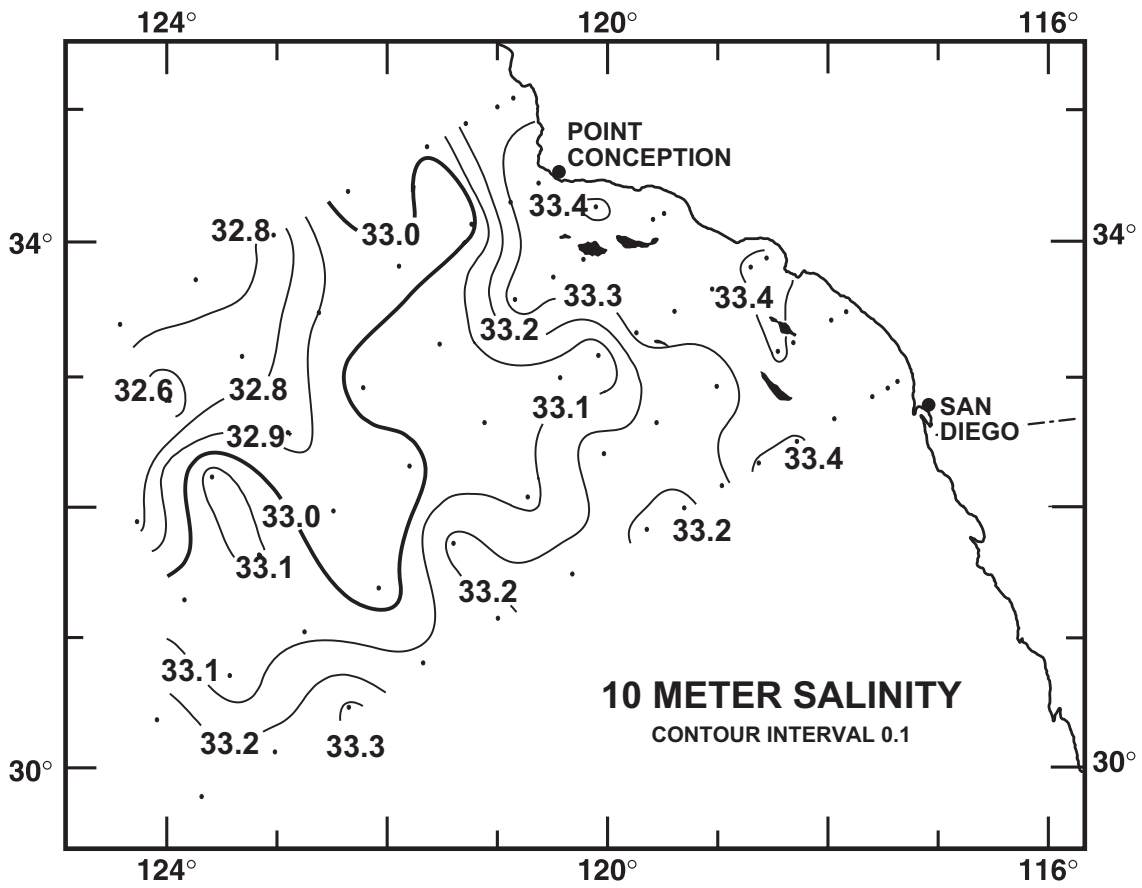 124° 120° 116°
POINT
CONCEPTION
33.4
32.8 33.0
34° 34°
33.3 33.4
33.2
32.6 32.8
33.1
SAN
DIEGO
32.9
33.4
33.0 33.2
33.1
33.2
33.1
10 METER SALINITY
CONTOUR INTERVAL 0.1
33.2 33.3
30° 30°
124° 120° 116°